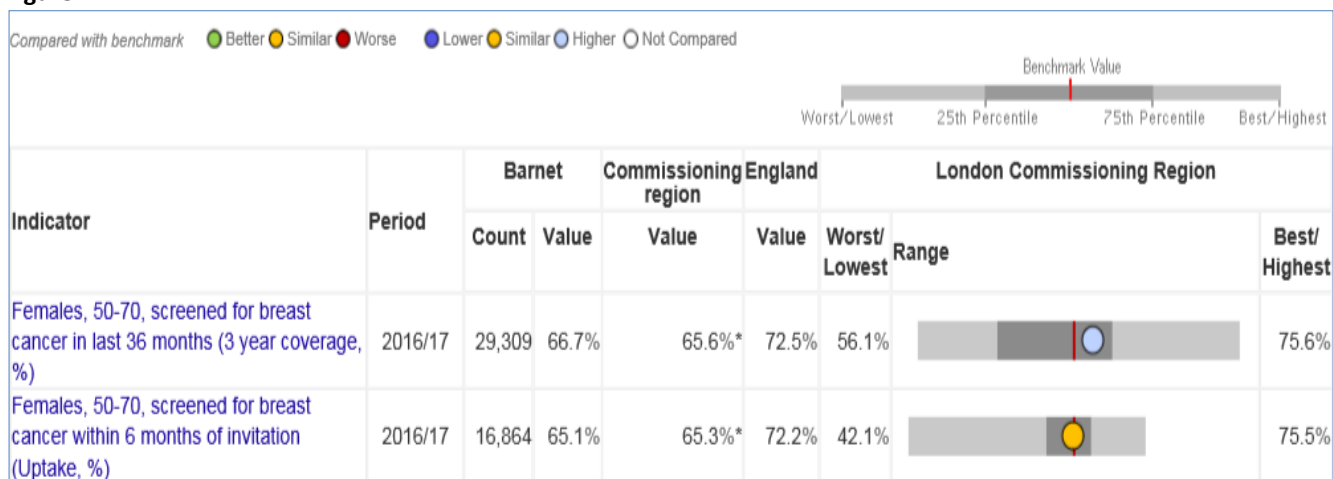 Compared with benchmark Better Similar Worse Lower Similar Higher Not Compared
Benchmark Value
Worst/Lowest 25th Percentile 75th Percentile Best/Highest
Indicator Period Barnet Commissioning region England London Commissioning Region
Count Value Value Value Worst/ Lowest Range Best/ Highest
Females, 50-70, screened for breast
cancer in last 36 months (3 year coverage, 2016/17 29,309 66.7% 65.6%* 72.5% 56.1% 75.6%
%)
Females, 50-70, screened for breast
cancer within 6 months of invitation 2016/17 16,864 65.1% 65.3%* 72.2% 42.1% 75.5%
(Uptake, %)